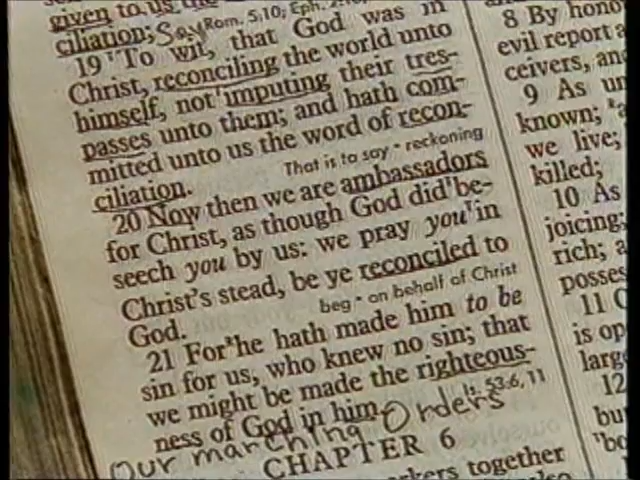 given to us the
Rom. 5,10; Eph.
ciliation; Say
19 To wit, that God was in
Christ, reconciling the world unto
himself, not imputing their tres-
passes unto them; and hath com-
mitted unto us the word of recon-
ciliation.
That is to say - reckoning
20 Now then we are ambassadors
for Christ, as though God did be-
seech you by us: we pray you in
Christ's stead, be ye reconciled to
God.
beg - on behalf of Christ
21 For he hath made him to be
sin for us, who knew no sin; that
we might be made the righteous-
ness of God in him.
Is. 53:6, 11
Our marching Orders
CHAPTER 6
workers together
also
8 By hono
evil report a
ceivers, and
9 As un
known;
we live;
killed;
10 As
joicing;
rich; a
posses
11 O
is op
larg
12
bu
'bo